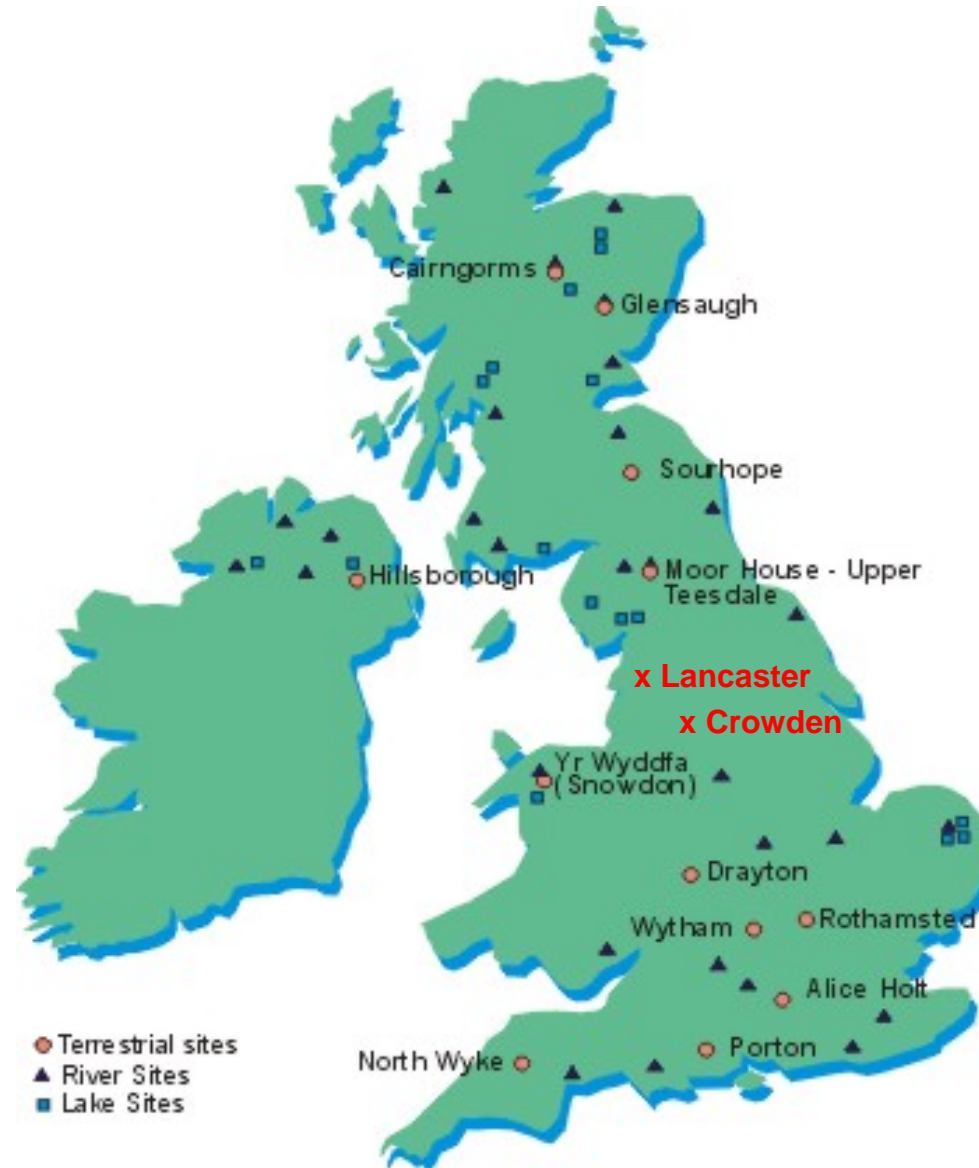 Cairngorms
Glensaugh
Sourhope
Hillsborough
Moor House - Upper
Teesdale
x Lancaster
x Crowden
Yr Wyddfa
(Snowdon)
Drayton
Rothamsted
Wytham
Alice Holt
Porton
North Wyke
Terrestrial sites
River Sites
Lake Sites